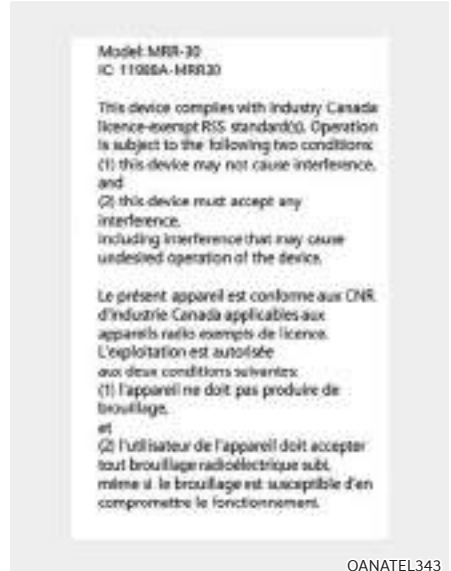 Model: MRR-30
IC: 11988A-MRR30
This device complies with Industry Canada
licence-exempt RSS standard(s). Operation
is subject to the following two conditions:
(1) this device may not cause interference,
and
(2) this device must accept any
interference,
including interference that may cause
undesired operation of the device.
Le présent appareil est conforme aux CNR
d'Industrie Canada applicables aux
appareils radio exempts de licence.
L'exploitation est autorisée
aux deux conditions suivantes:
(1) l'appareil ne doit pas produire de
brouillage,
et
(2) l'utilisateur de l'appareil doit accepter
tout brouillage radioélectrique subi,
même si le brouillage est susceptible d'en
compromettre le fonctionnement.
OANATEL343